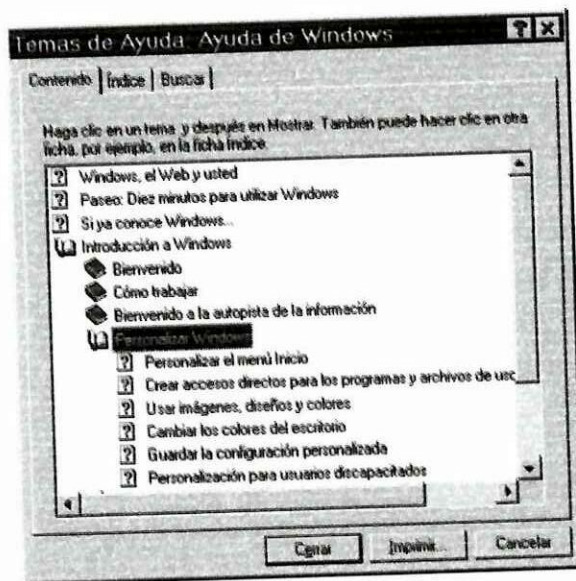 Temas de Ayuda: Ayuda de Windows
Contenido Índice Buscar
Haga clic en un tema y después en Mostrar. También puede hacer clic en otra
ficha, por ejemplo, en la ficha Índice.
Windows, el Web y usted
Paseo: Diez minutos para utilizar Windows
Si ya conoce Windows...
Introducción a Windows
Bienvenido
Cómo trabajar
Bienvenido a la autopista de la información
Personalizar Windows
Personalizar el menú Inicio
Crear accesos directos para los programas y archivos de usc
Usar imágenes, diseños y colores
Cambiar los colores del escritorio
Guardar la configuración personalizada
Personalización para usuarios discapacitados
Cerrar Imprimir... Cancelar